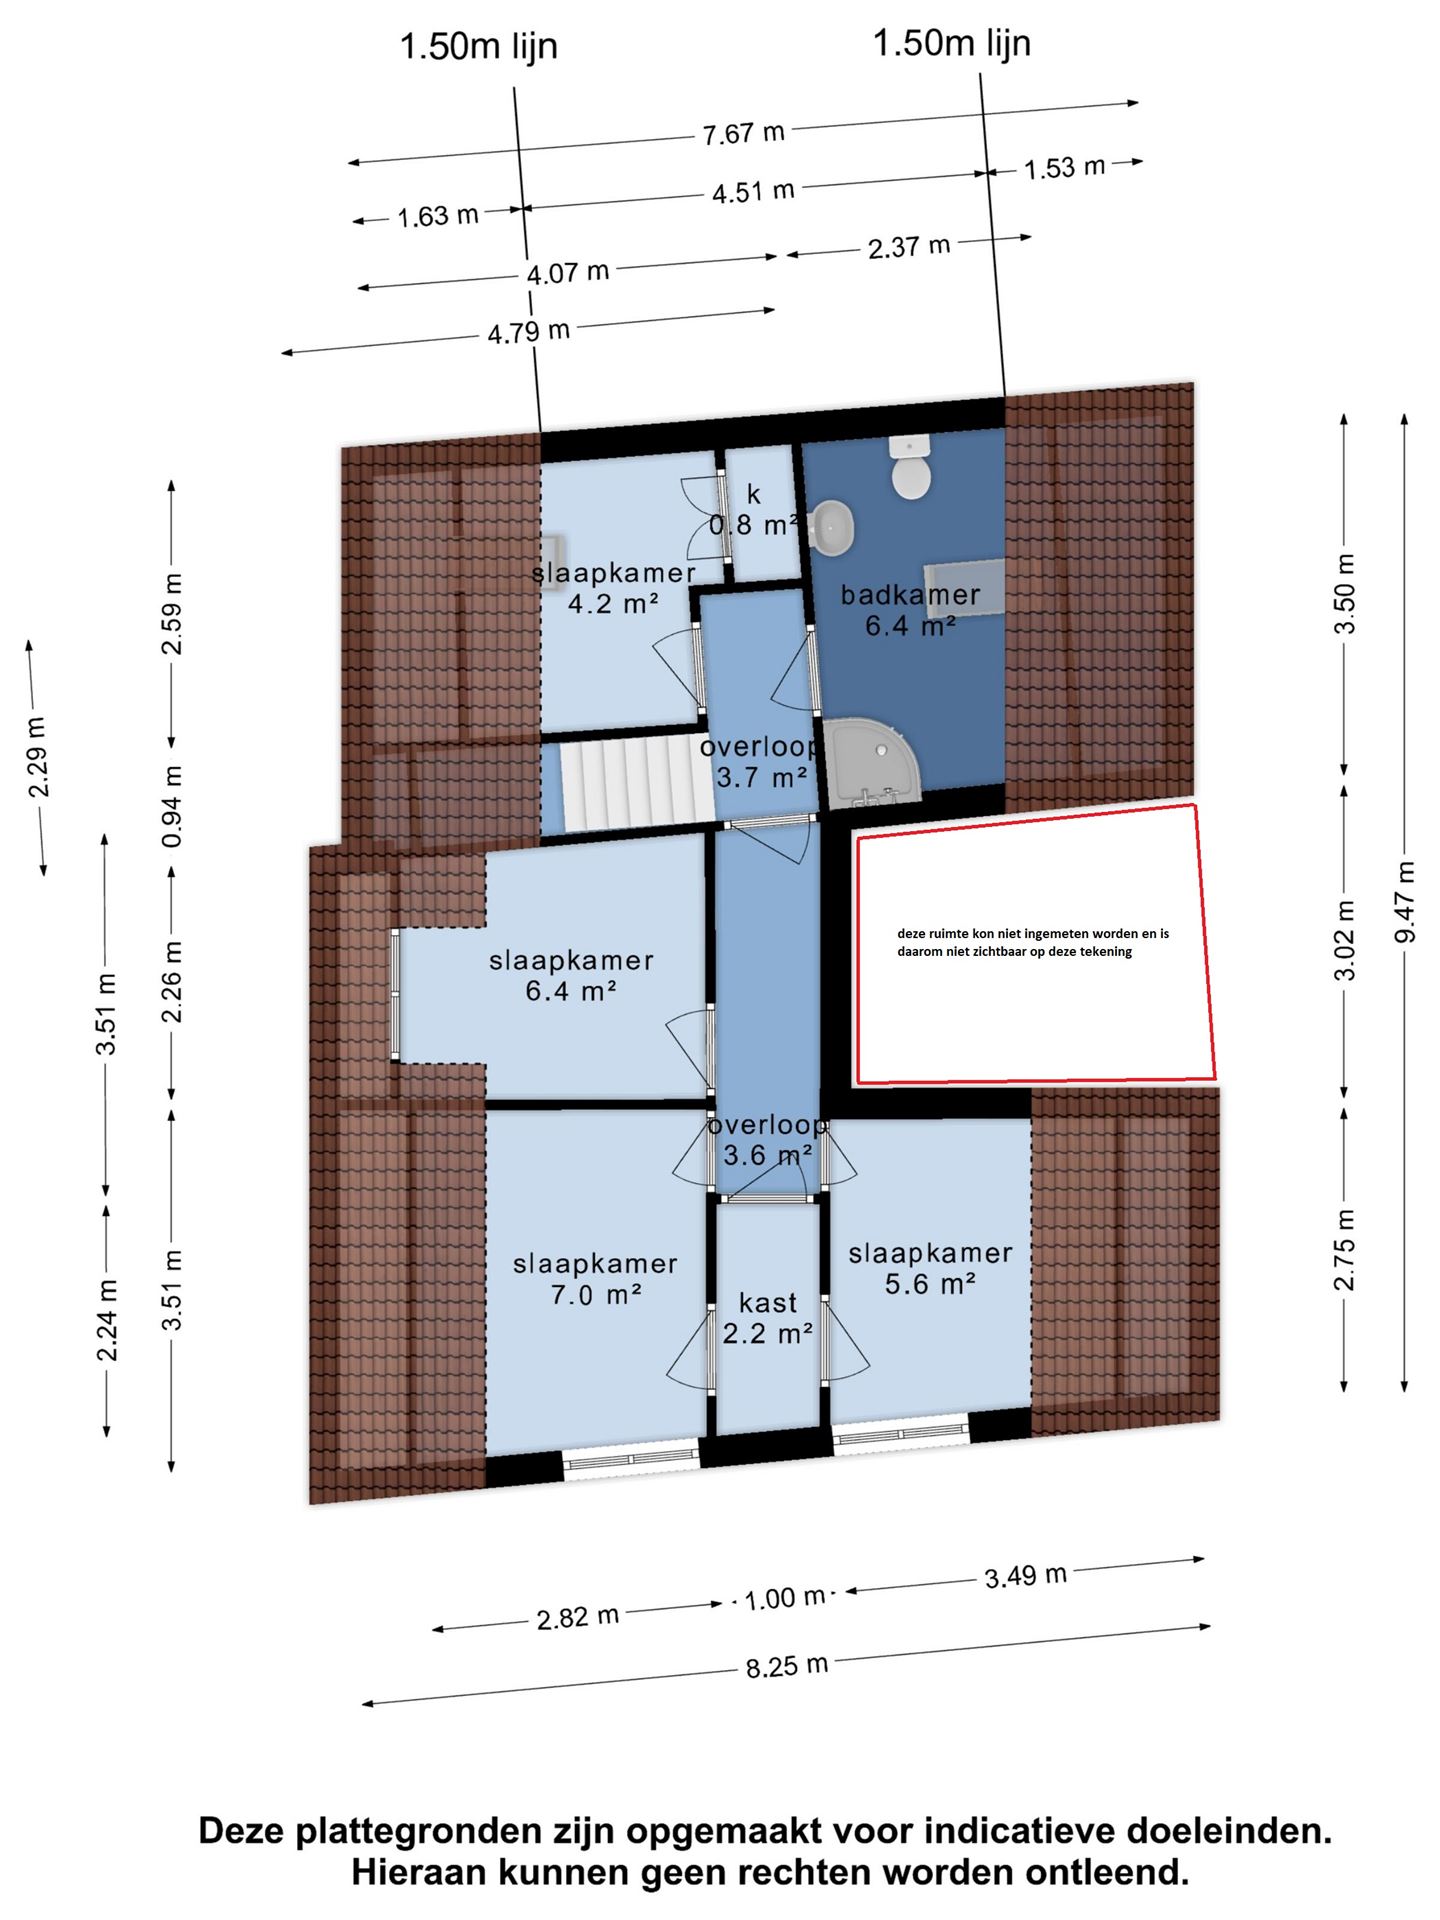 1.50m lijn
1.50m lijn
7.67 m
1.53 m
4.51 m
1.63 m
2.37 m
4.07 m
4.79 m
k
0.8 m²
slaapkamer
4.2 m²
badkamer
6.4 m²
overloop
3.7 m²
2.59 m
2.29 m
0.94 m
3.50 m
3.02 m
9.47 m
deze ruimte kon niet ingemeten worden en is
daarom niet zichtbaar op deze tekening
slaapkamer
6.4 m²
2.26 m
3.51 m
overloop
3.6 m²
slaapkamer
7.0 m²
kast
2.2 m²
slaapkamer
5.6 m²
2.24 m
3.51 m
2.75 m
2.82 m
1.00 m
3.49 m
8.25 m
Deze plattegronden zijn opgemaakt voor indicatieve doeleinden.
Hieraan kunnen geen rechten worden ontleend.